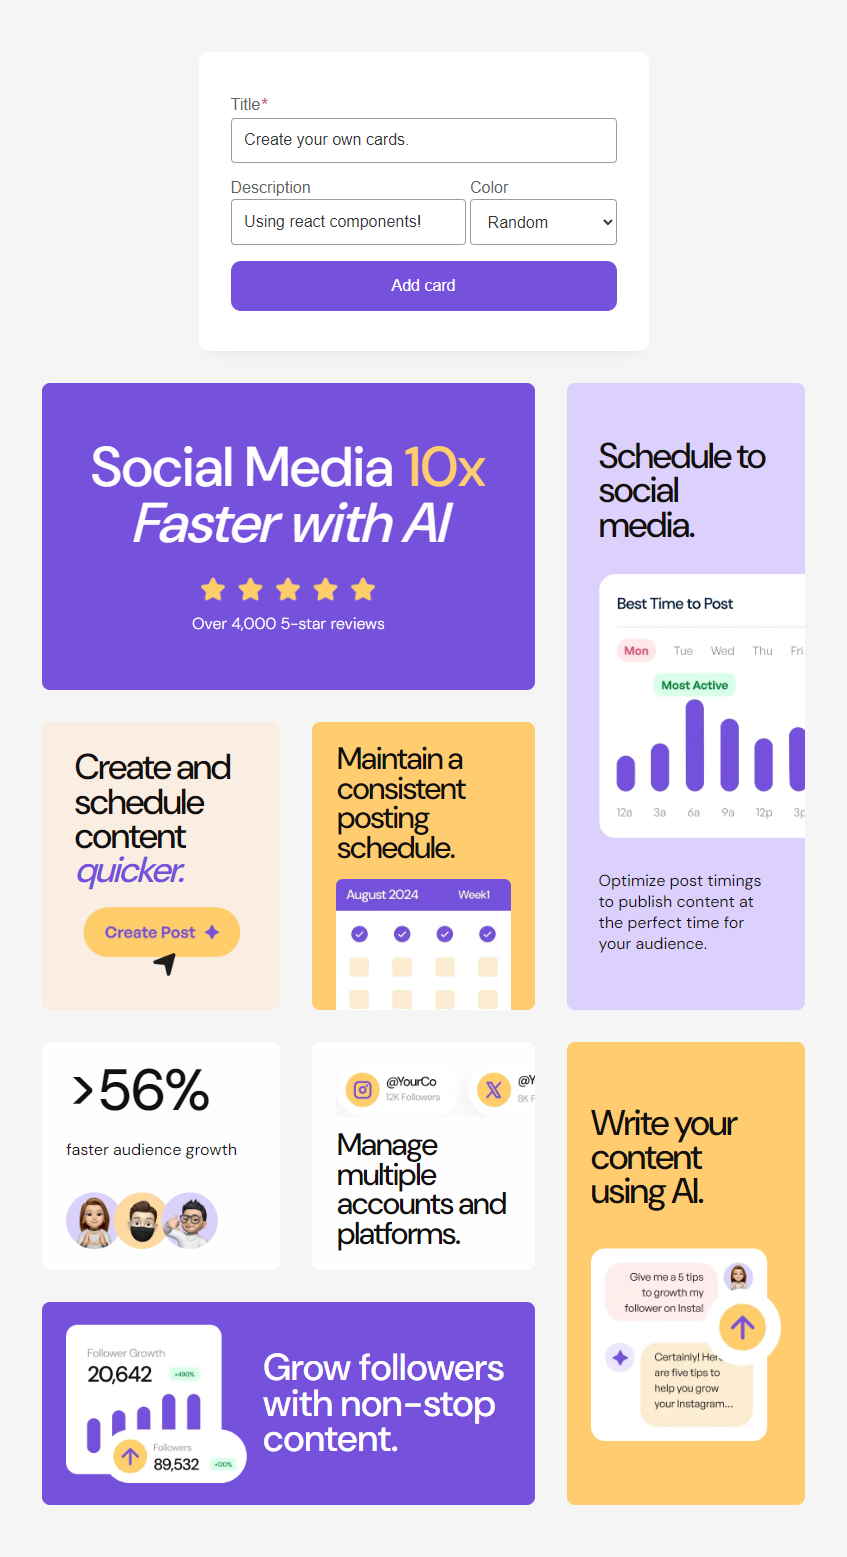 Title*
Create your own cards.
Description
Color
Using react components!
Random
Add card
Social Media 10x
Faster with AI
Over 4,000 5-star reviews
Schedule to
social
media.
Best Time to Post
Mon Tue Wed Thu Fri
Most Active
12a 3a 6a 9a 12p 3p
Optimize post timings
to publish content at
the perfect time for
your audience.
Create and
schedule
content
quicker.
Create Post
Maintain a
consistent
posting
schedule.
August 2024 Week1
>56%
faster audience growth
@YourCo
12K Followers
@Y
8K F
Manage
multiple
accounts and
platforms.
Write your
content
using AI.
Give me a 5 tips
to growth my
follower on Insta!
Certainly! Here
are five tips to
help you grow
your Instagram...
Follower Growth
20,642 +490%
Followers
89,532 +130%
Grow followers
with non-stop
content.